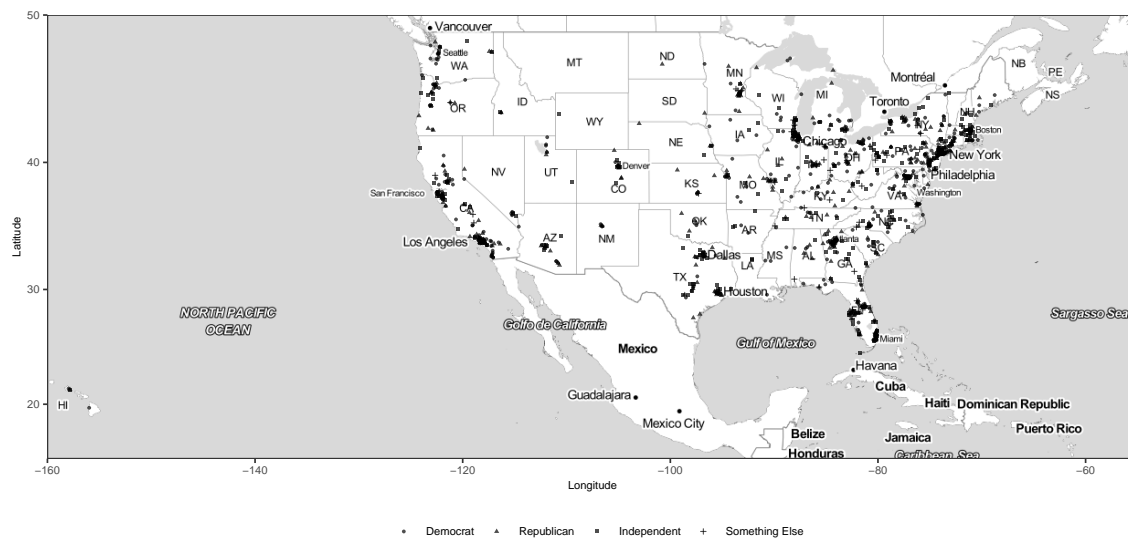 50
40
30
20
Latitude
−160
−140
−120
−100
−80
−60
Longitude
Vancouver
Seattle
WA
MT
ND
MN
Montréal
NB
PE
NS
OR
ID
SD
WI
MI
Toronto
NY
NH
Boston
WY
IA
Chicago
New York
NE
IL
OH
PA
Philadelphia
San Francisco
NV
UT
Denver
CO
KS
MO
KY
VA
Washington
CA
Los Angeles
AZ
NM
OK
AR
TN
NC
Atlanta
SC
Dallas
LA
MS
AL
GA
TX
Houston
NORTH PACIFIC
OCEAN
Golfo de California
Mexico
Gulf of Mexico
Miami
Sargasso Sea
Havana
Cuba
HI
Guadalajara
Mexico City
Haiti
Dominican Republic
Belize
Jamaica
Puerto Rico
Honduras
Caribbean Sea
Democrat
Republican
Independent
Something Else